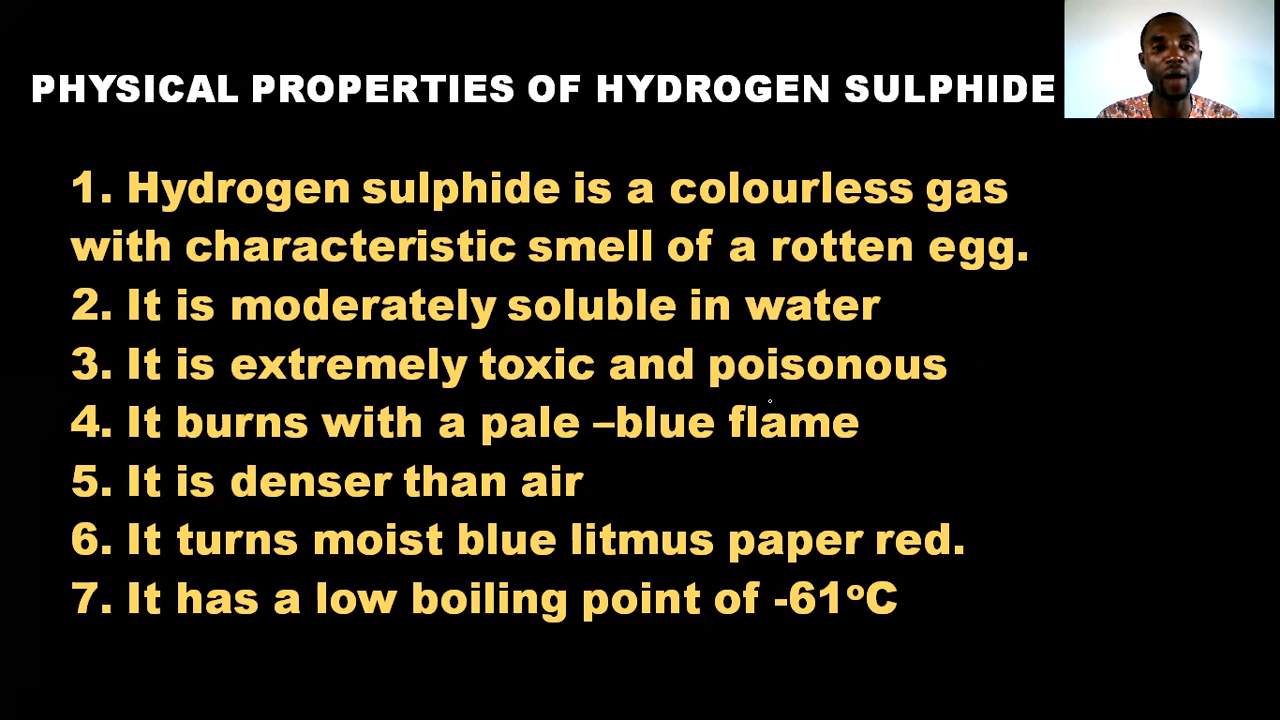 PHYSICAL PROPERTIES OF HYDROGEN SULPHIDE
1. Hydrogen sulphide is a colourless gas
with characteristic smell of a rotten egg.
2. It is moderately soluble in water
3. It is extremely toxic and poisonous
4. It burns with a pale –blue flame
5. It is denser than air
6. It turns moist blue litmus paper red.
7. It has a low boiling point of -61°C